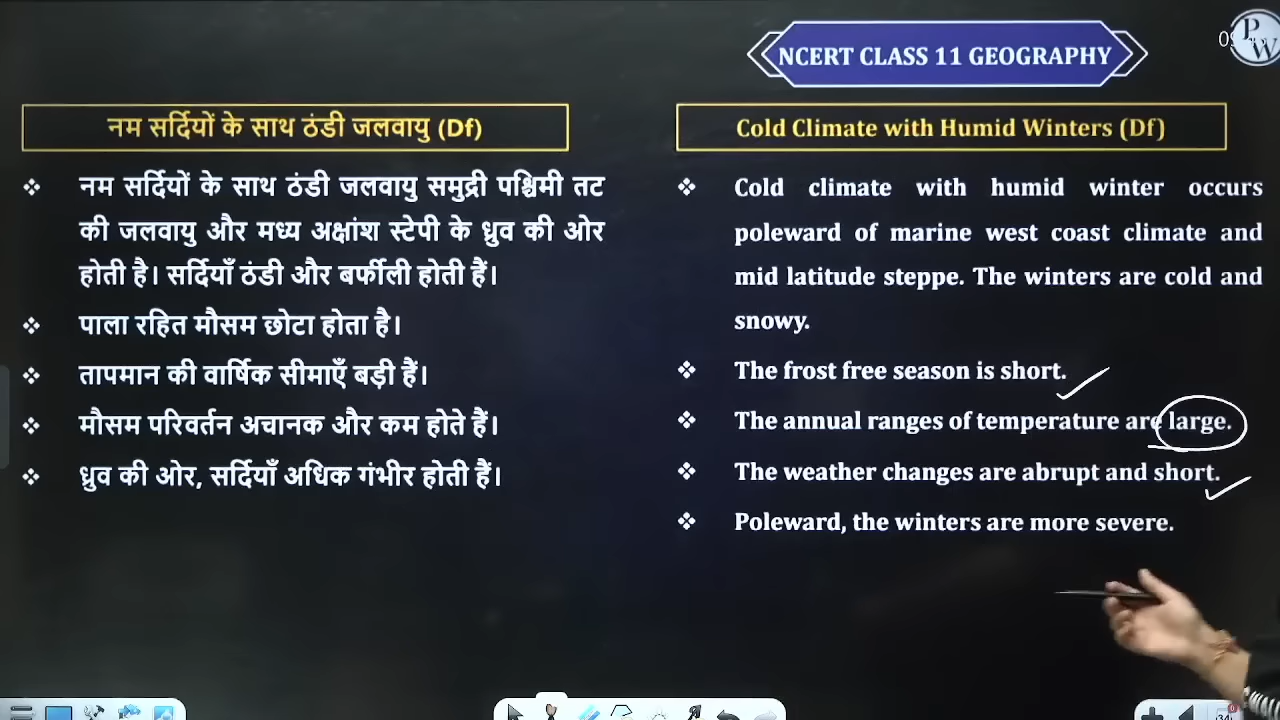 NCERT CLASS 11 GEOGRAPHY
PW
नम सर्दियों के साथ ठंडी जलवायु (Df)
❖ नम सर्दियों के साथ ठंडी जलवायु समुद्री पश्चिमी तट
की जलवायु और मध्य अक्षांश स्टेपी के ध्रुव की ओर
होती है। सर्दियाँ ठंडी और बर्फीली होती हैं।
❖ पाला रहित मौसम छोटा होता है।
❖ तापमान की वार्षिक सीमाएँ बड़ी हैं।
❖ मौसम परिवर्तन अचानक और कम होते हैं।
❖ ध्रुव की ओर, सर्दियाँ अधिक गंभीर होती हैं।
Cold Climate with Humid Winters (Df)
❖ Cold climate with humid winter occurs
poleward of marine west coast climate and
mid latitude steppe. The winters are cold and
snowy.
❖ The frost free season is short.
❖ The annual ranges of temperature are large.
❖ The weather changes are abrupt and short.
❖ Poleward, the winters are more severe.